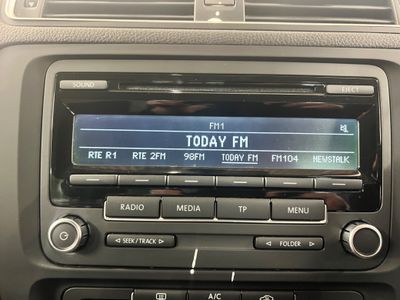 SOUND EJECT
FM1
TODAY FM
RTE R1 RTE 2FM 98FM TODAY FM FM104 NEWSTALK
RADIO MEDIA TP MENU
SEEK / TRACK FOLDER
A/C